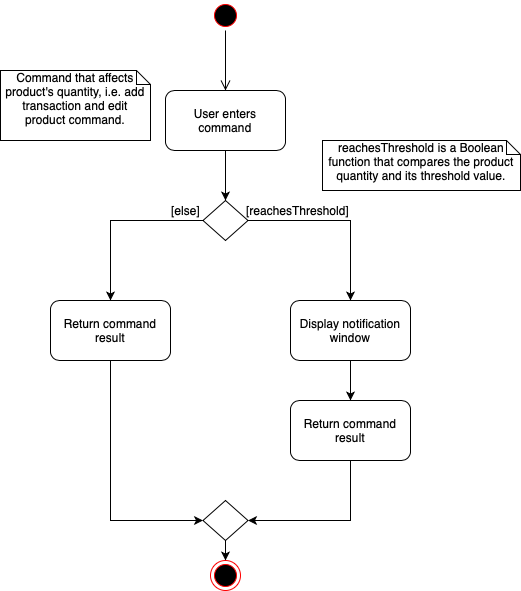 Command that affects
product's quantity, i.e. add
transaction and edit
product command.
User enters
command
reachesThreshold is a Boolean
function that compares the product
quantity and its threshold value.
[else]
[reachesThreshold]
Return command
result
Display notification
window
Return command
result